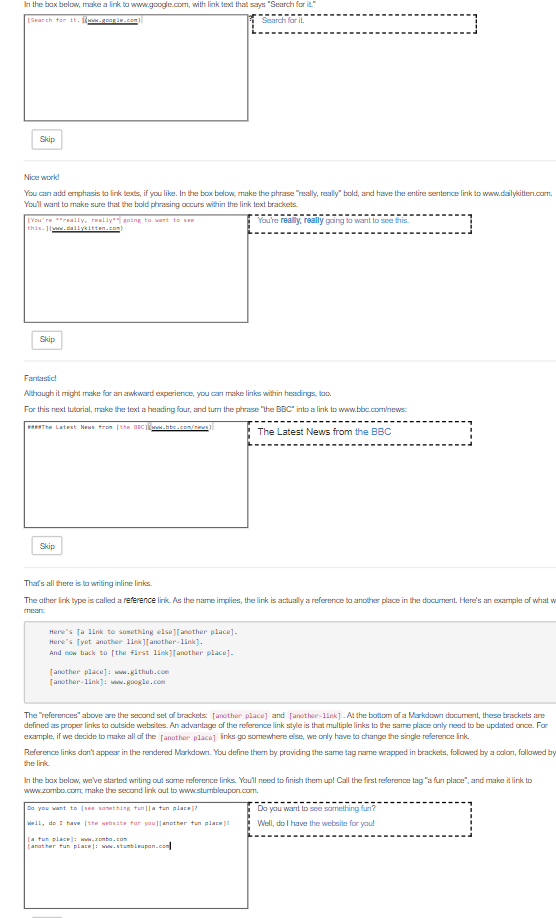 In the box below, make a link to www.google.com, with link text that says "Search for it."
[Search for it.](www.google.com)
Search for it.
Skip
Nice work!
You can add emphasis to link texts, if you like. In the box below, make the phrase "really, really" bold, and have the entire sentence link to www.dailykitten.com.
You'll want to make sure that the bold phrasing occurs within the link text brackets.
[You're **really, really** going to want to see
this.](www.dailykitten.com)
You're really, really going to want to see this.
Skip
Fantastic!
Although it might make for an awkward experience, you can make links within headings, too.
For this next tutorial, make the text a heading four, and turn the phrase "the BBC" into a link to www.bbc.com/news:
####The Latest News from [the BBC](www.bbc.com/news)
The Latest News from the BBC
Skip
That's all there is to writing inline links.
The other link type is called a reference link. As the name implies, the link is actually a reference to another place in the document. Here's an example of what w
mean:
Here's [a link to something else][another place].
Here's [yet another link][another-link].
And now back to [the first link][another place].
[another place]: www.github.com
[another-link]: www.google.com
The "references" above are the second set of brackets: [another place] and [another-link]. At the bottom of a Markdown document, these brackets are
defined as proper links to outside websites. An advantage of the reference link style is that multiple links to the same place only need to be updated once. For
example, if we decide to make all of the [another place] links go somewhere else, we only have to change the single reference link.
Reference links don't appear in the rendered Markdown. You define them by providing the same tag name wrapped in brackets, followed by a colon, followed by
the link.
In the box below, we've started writing out some reference links. You'll need to finish them up! Call the first reference tag "a fun place", and make it link to
www.zombo.com; make the second link out to www.stumbleupon.com.
Do you want to [see something fun][a fun place]?
Well, do I have [the website for you][another fun place]!
[a fun place]: www.zombo.com
[another fun place]: www.stumbleupon.com
Do you want to see something fun?
Well, do I have the website for you!